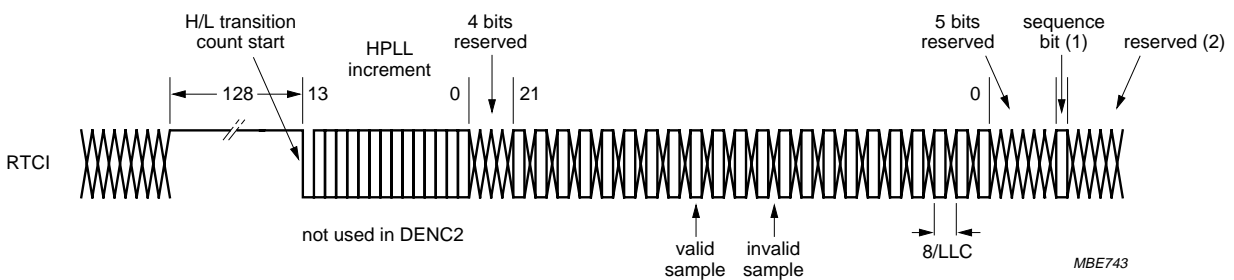 H/L transition
count start
4 bits
reserved
5 bits
reserved
sequence
bit (1)
reserved (2)
HPLL
increment
128
13
0
21
0
RTCI
not used in DENC2
valid
sample
invalid
sample
8/LLC
MBE743